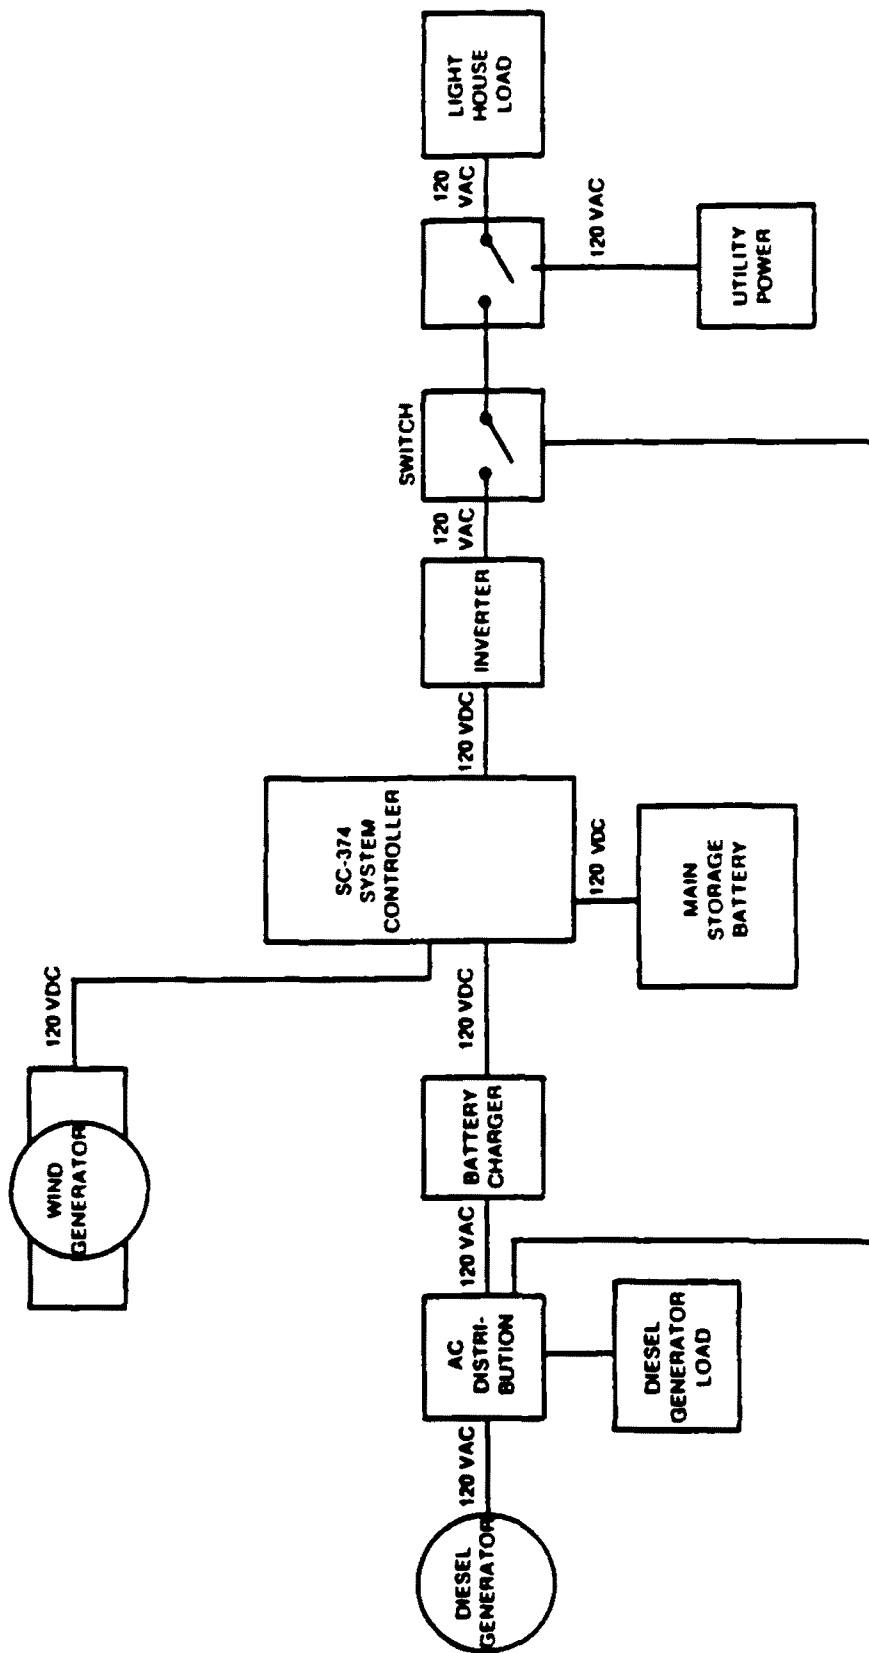 WIND
GENERATOR
120 VDC
DIESEL
GENERATOR
120 VAC
AC
DISTRI-
BUTION
120 VAC
BATTERY
CHARGER
120 VDC
SC-374
SYSTEM
CONTROLLER
120 VDC
INVERTER
120
VAC
SWITCH
120
VAC
LIGHT
HOUSE
LOAD
DIESEL
GENERATOR
LOAD
120 VDC
MAIN
STORAGE
BATTERY
120 VAC
UTILITY
POWER